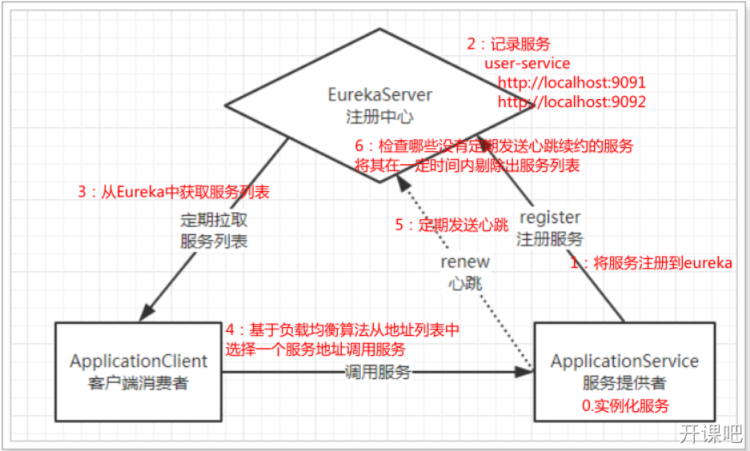 2：记录服务
user-service
http://localhost:9091
http://localhost:9092
EurekaServer
注册中心
6：检查哪些没有定期发送心跳续约的服务
将其在一定时间内剔除出服务列表
3：从Eureka中获取服务列表
定期拉取
服务列表
5：定期发送心跳
register
注册服务
renew
心跳
1：将服务注册到eureka
4：基于负载均衡算法从地址列表中
选择一个服务地址调用服务
调用服务
ApplicationClient
客户端消费者
ApplicationService
服务提供者
0.实例化服务
开课吧